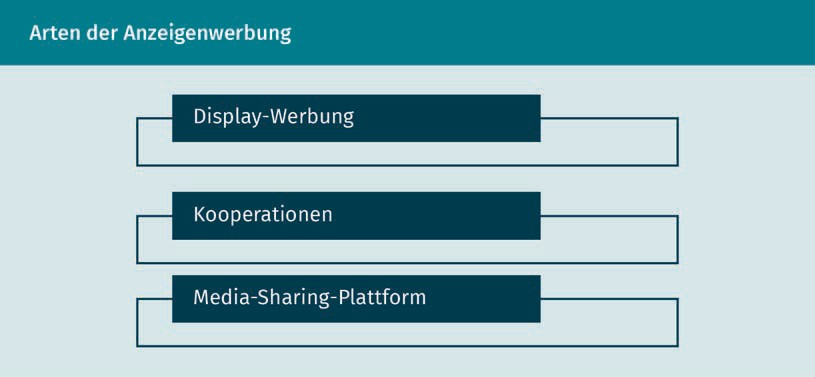 Arten der Anzeigenwerbung
Display-Werbung
Kooperationen
Media-Sharing-Plattform